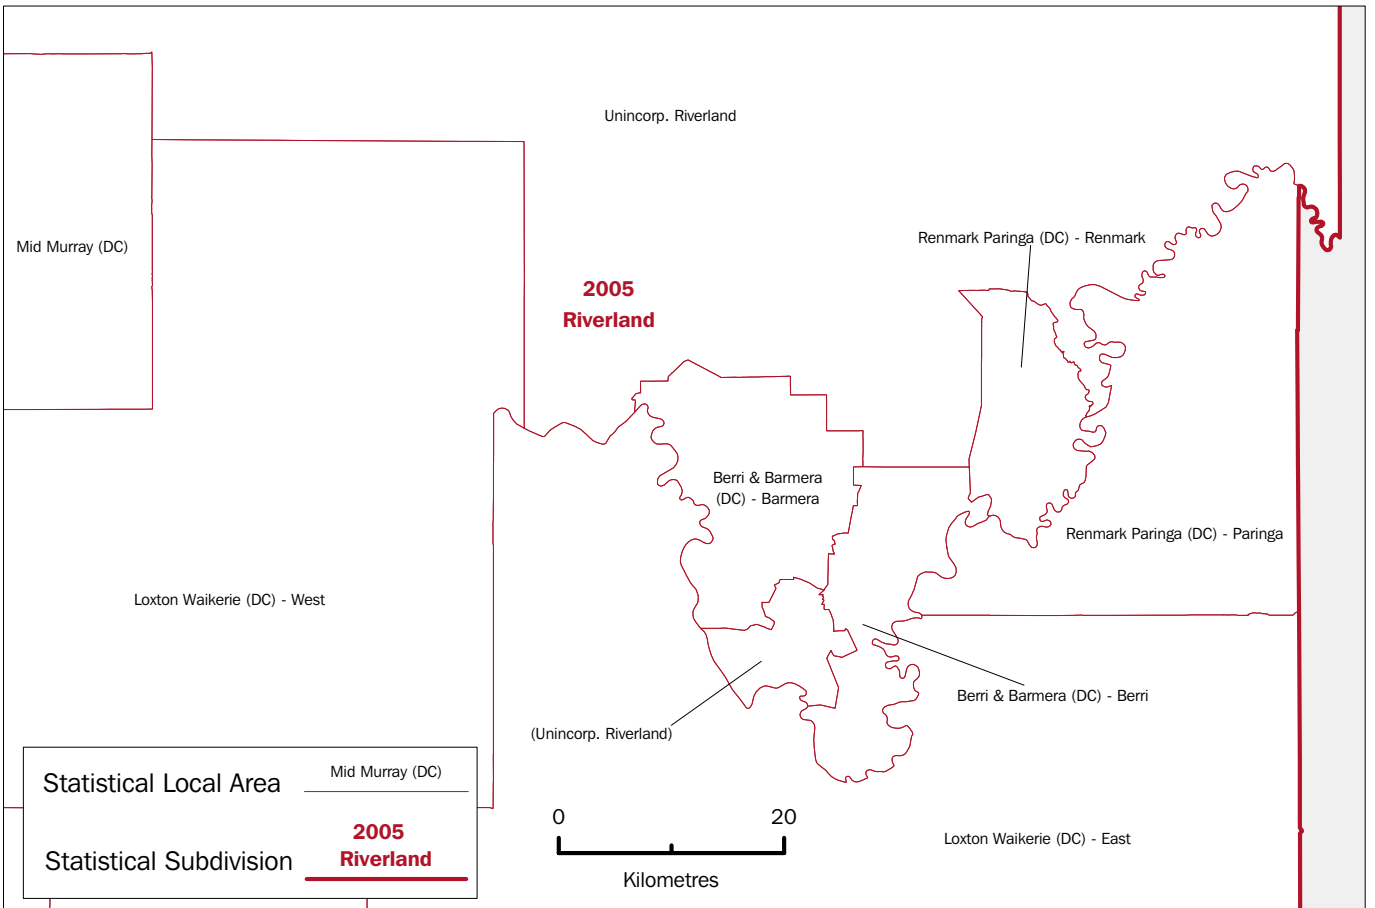 Unincorp. Riverland
Renmark Paringa (DC) - Renmark
Mid Murray (DC)
2005
Riverland
Berri & Barmera
(DC) - Barmera
Renmark Paringa (DC) - Paringa
Loxton Waikerie (DC) - West
Berri & Barmera (DC) - Berri
(Unincorp. Riverland)
Loxton Waikerie (DC) - East
Statistical Local Area
Mid Murray (DC)
Statistical Subdivision
2005
Riverland
0 20
Kilometres